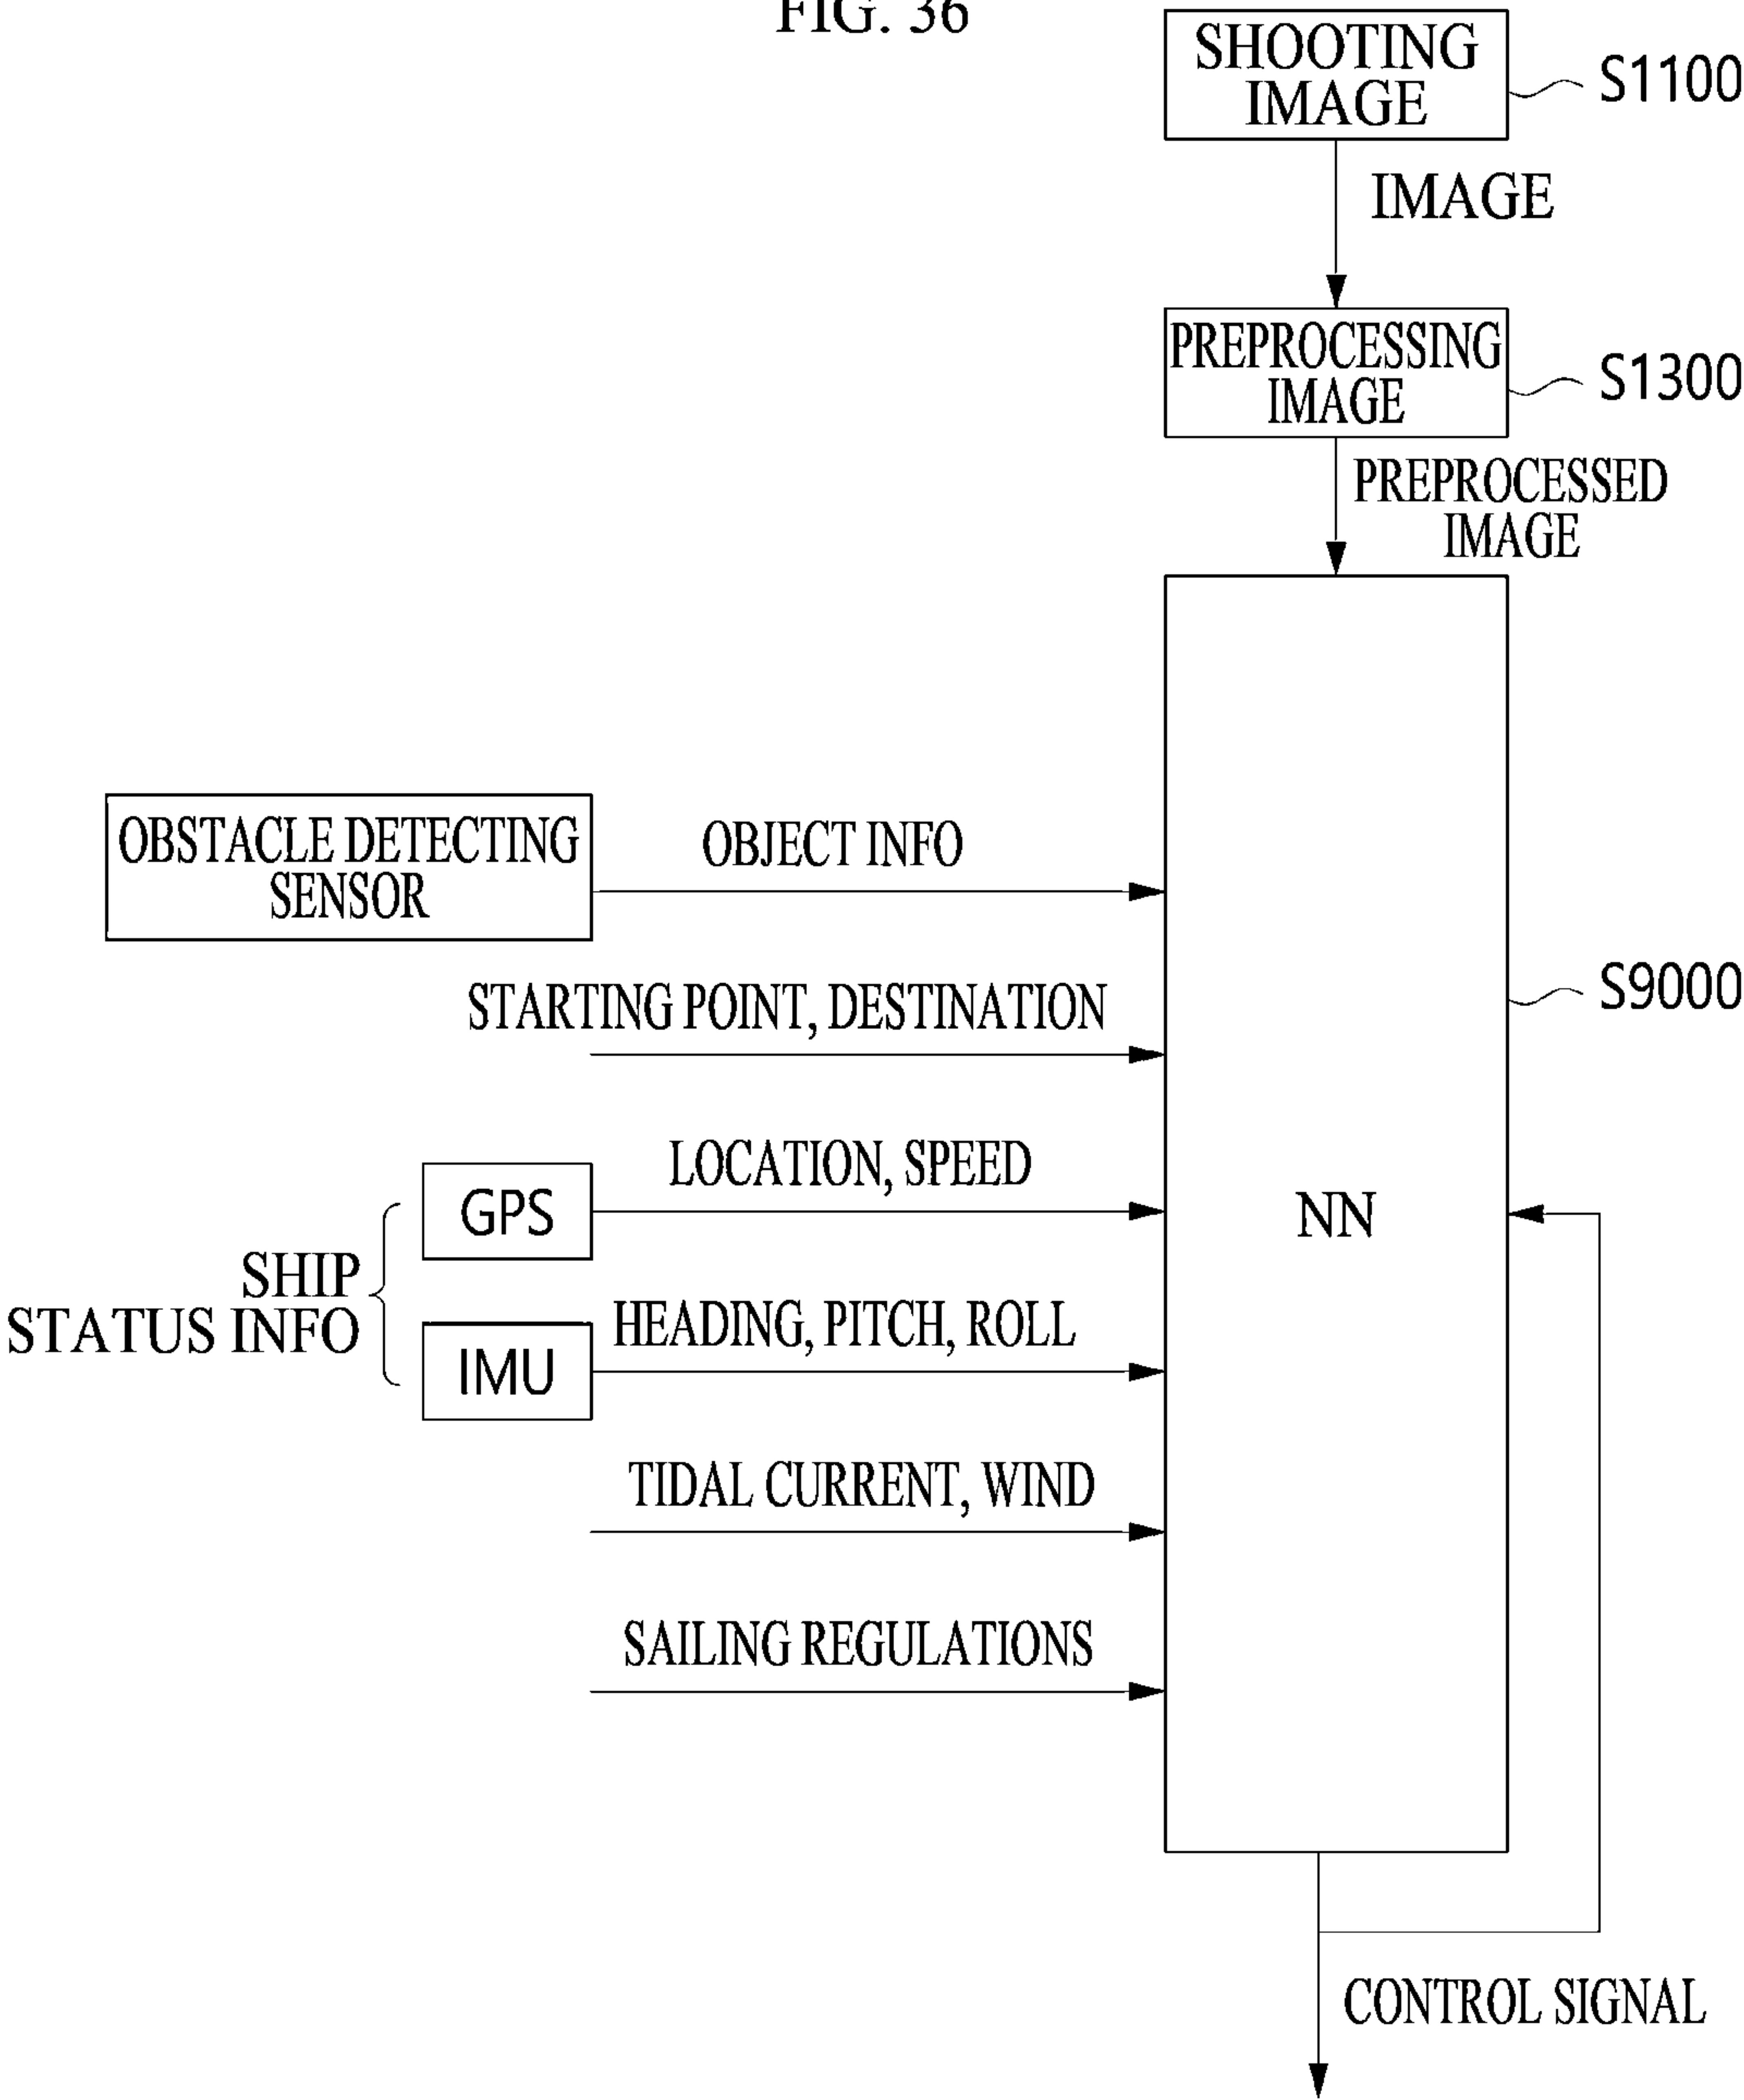 FIG. 36
SHOOTING
IMAGE
S1100
IMAGE
PREPROCESSING
IMAGE
S1300
PREPROCESSED
IMAGE
OBSTACLE DETECTING
SENSOR
OBJECT INFO
STARTING POINT, DESTINATION
S9000
LOCATION, SPEED
GPS
NN
SHIP
STATUS INFO
HEADING, PITCH, ROLL
IMU
TIDAL CURRENT, WIND
SAILING REGULATIONS
CONTROL SIGNAL